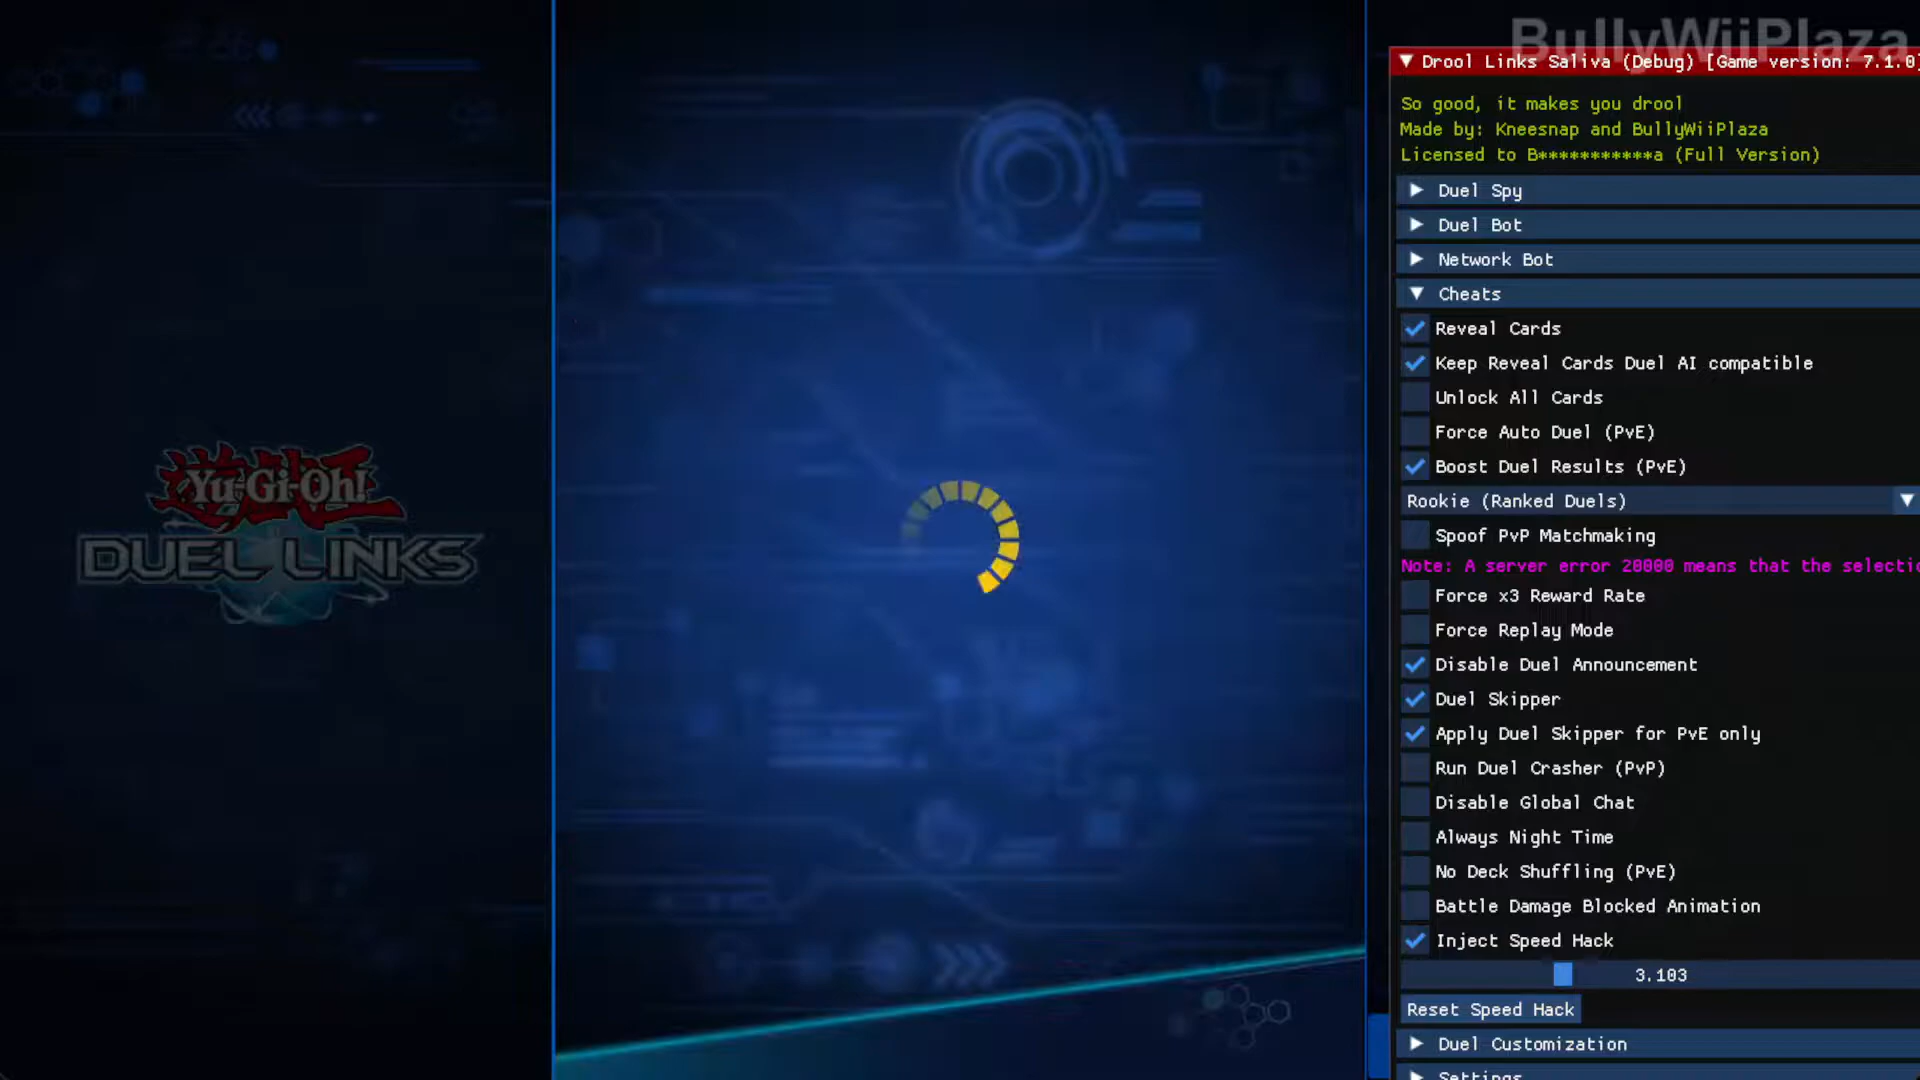 BullyWiiPlaza
Drool Links Saliva (Debug) [Game version: 7.1.0]
So good, it makes you drool
Made by: Kneesnap and BullyWiiPlaza
Licensed to B***********a (Full Version)
Duel Spy
Duel Bot
Network Bot
Cheats
Reveal Cards
Keep Reveal Cards Duel AI compatible
Unlock All Cards
Force Auto Duel (PvE)
Boost Duel Results (PvE)
Rookie (Ranked Duels)
Spoof PvP Matchmaking
Note: A server error 20000 means that the selectio
Force x3 Reward Rate
Force Replay Mode
Disable Duel Announcement
Duel Skipper
Apply Duel Skipper for PvE only
Run Duel Crasher (PvP)
Disable Global Chat
Always Night Time
No Deck Shuffling (PvE)
Battle Damage Blocked Animation
Inject Speed Hack
3.103
Reset Speed Hack
Duel Customization
Settings
遊戯王
Yu-Gi-Oh!
DUEL LINKS